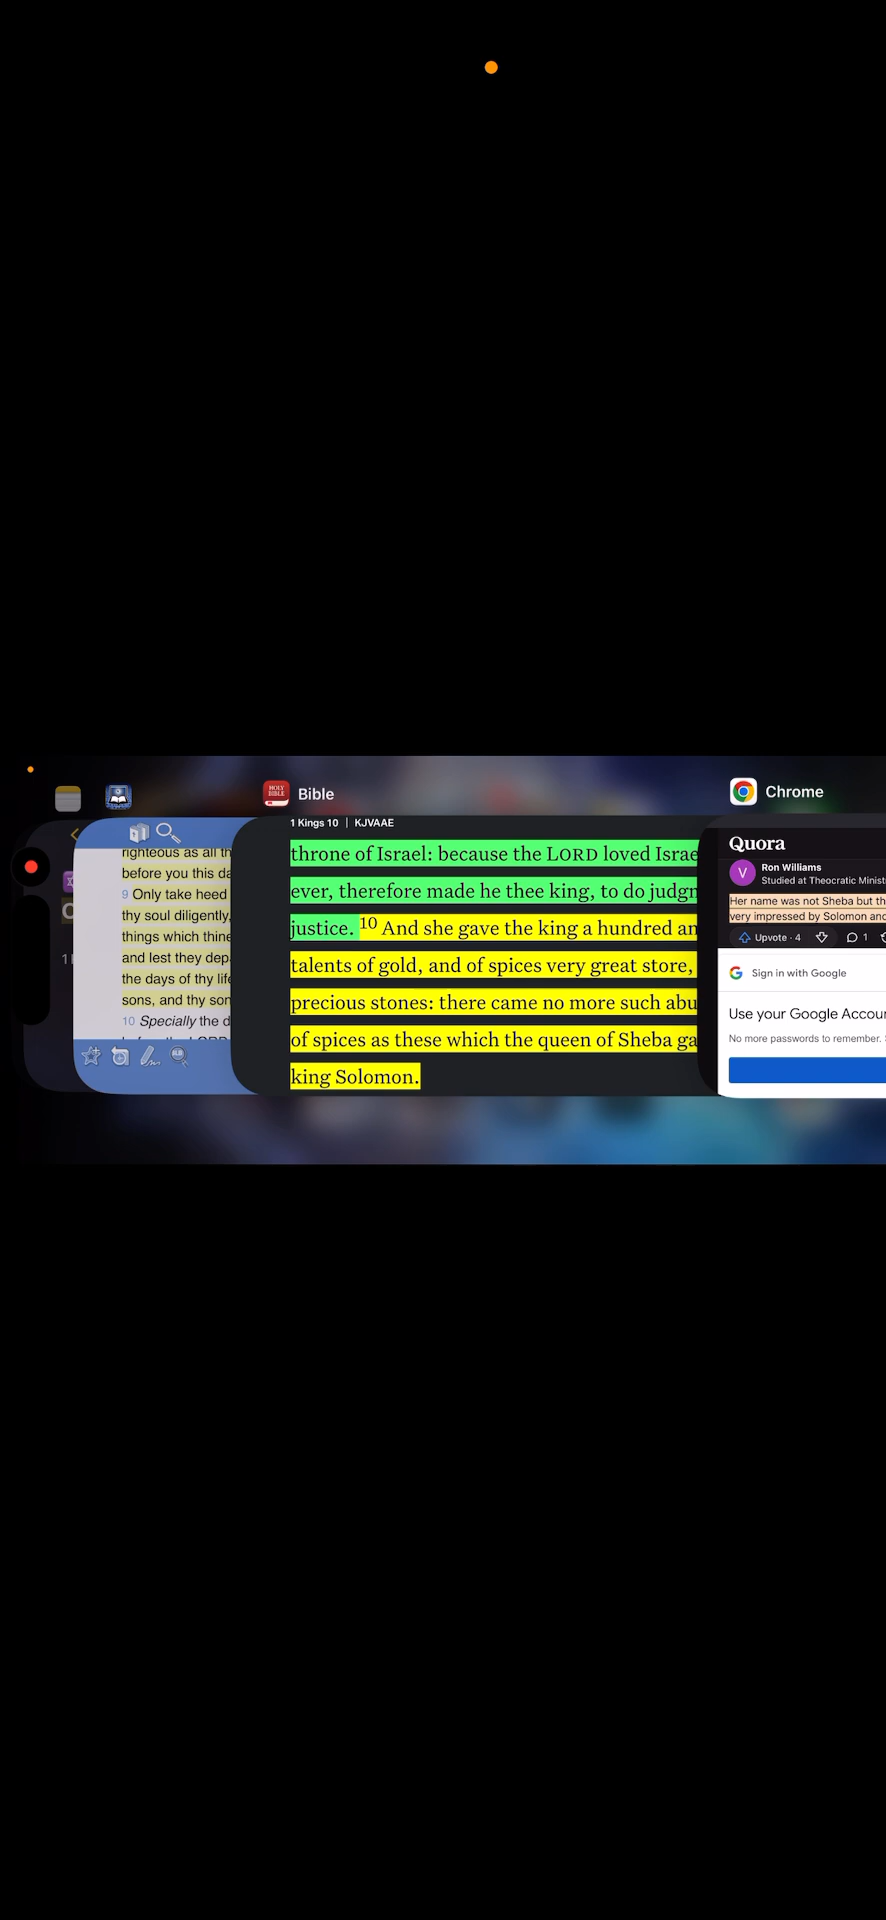 Bible
Chrome
righteous as all th
before you this da
9 Only take heed
thy soul diligently,
things which thine
and lest they dep
the days of thy life
sons, and thy son
10 Specially the d
1 Kings 10 | KJVAAE
throne of Israel: because the LORD loved Israe
ever, therefore made he thee king, to do judgn
justice. 10 And she gave the king a hundred an
talents of gold, and of spices very great store,
precious stones: there came no more such abu
of spices as these which the queen of Sheba ga
king Solomon.
Quora
V
Ron Williams
Studied at Theocratic Minist
Her name was not Sheba but th
very impressed by Solomon and
Upvote · 4
1
Sign in with Google
Use your Google Accou
No more passwords to remember.